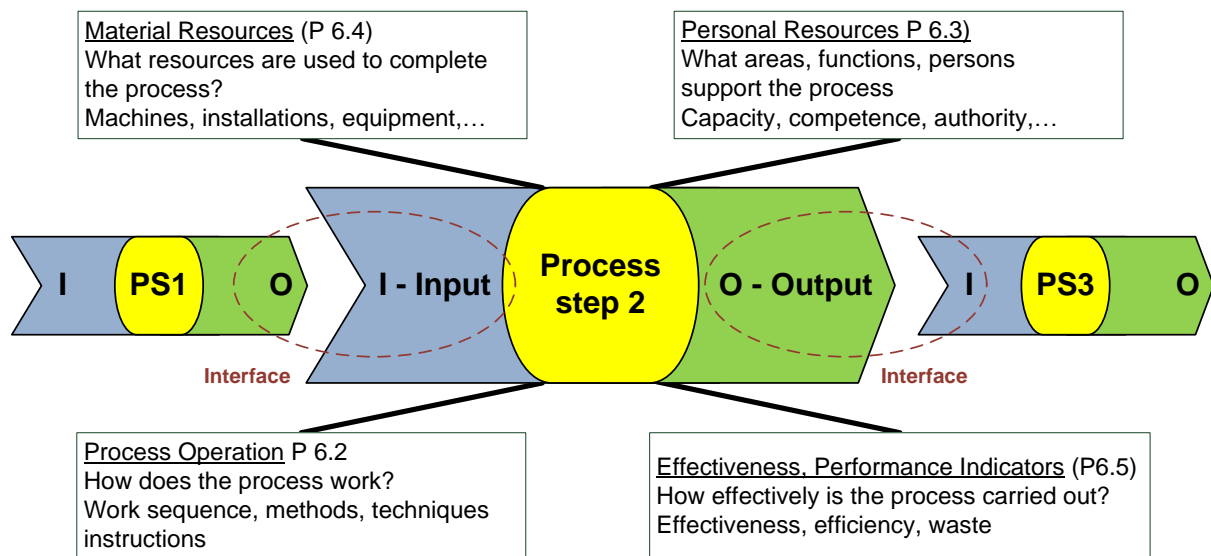 Material Resources (P 6.4)
What resources are used to complete
the process?
Machines, installations, equipment,…
Personal Resources P 6.3)
What areas, functions, persons
support the process
Capacity, competence, authority,…
I
PS1
O
I - Input
Process
step 2
O - Output
I
PS3
O
Interface
Interface
Process Operation P 6.2
How does the process work?
Work sequence, methods, techniques
instructions
Effectiveness, Performance Indicators (P6.5)
How effectively is the process carried out?
Effectiveness, efficiency, waste